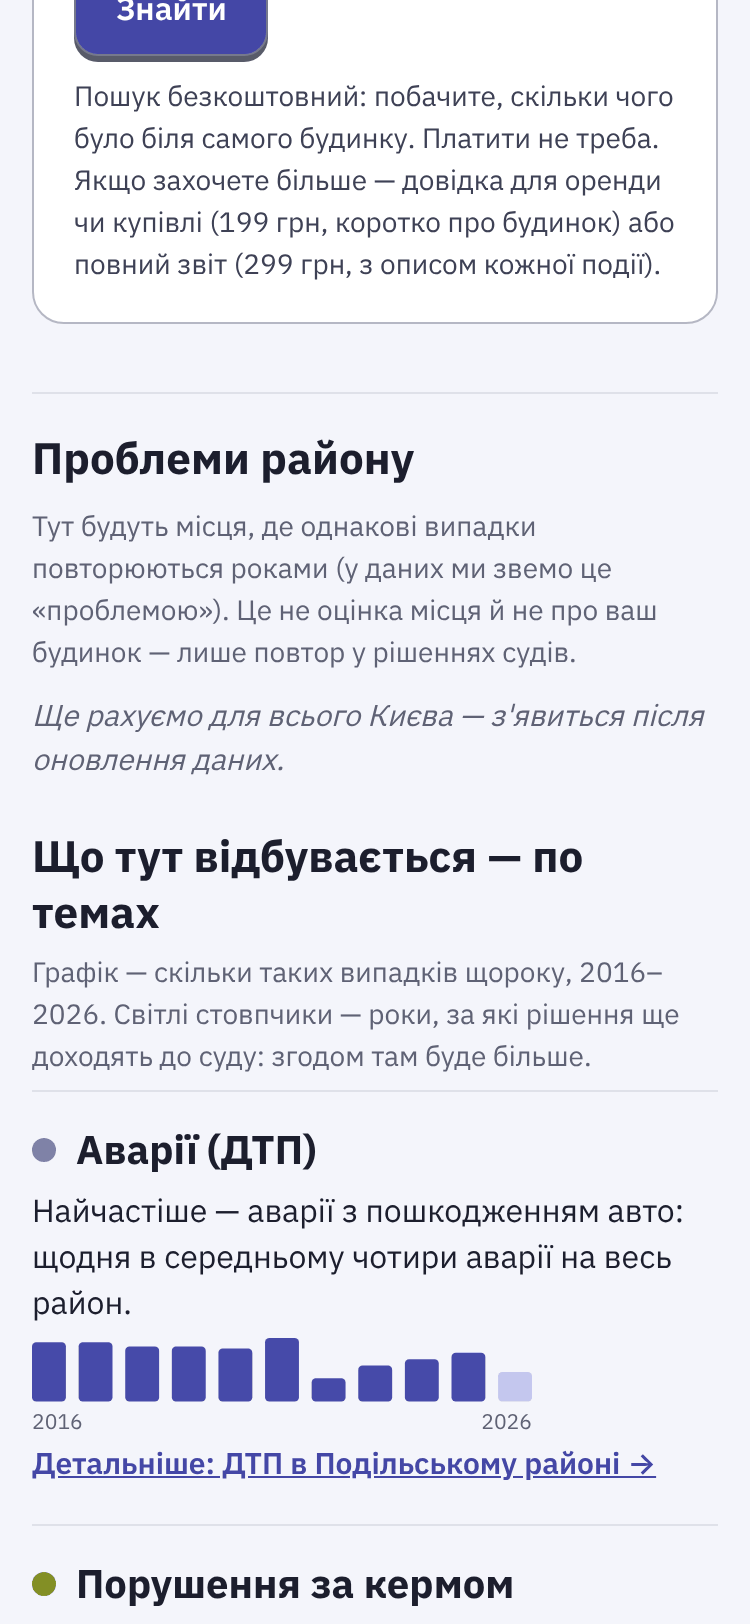 Знайти
Пошук безкоштовний: побачите, скільки чого
було біля самого будинку. Платити не треба.
Якщо захочете більше — довідка для оренди
чи купівлі (199 грн, коротко про будинок) або
повний звіт (299 грн, з описом кожної події).
Проблеми району
Тут будуть місця, де однакові випадки
повторюються роками (у даних ми звемо це
«проблемою»). Це не оцінка місця й не про ваш
будинок — лише повтор у рішеннях судів.
Ще рахуємо для всього Києва — з'явиться після
оновлення даних.
Що тут відбувається — по
темах
Графік — скільки таких випадків щороку, 2016–
2026. Світлі стовпчики — роки, за які рішення ще
доходять до суду: згодом там буде більше.
Аварії (ДТП)
Найчастіше — аварії з пошкодженням авто:
щодня в середньому чотири аварії на весь
район.
2016 2026
Детальніше: ДТП в Подільському районі →
Порушення за кермом